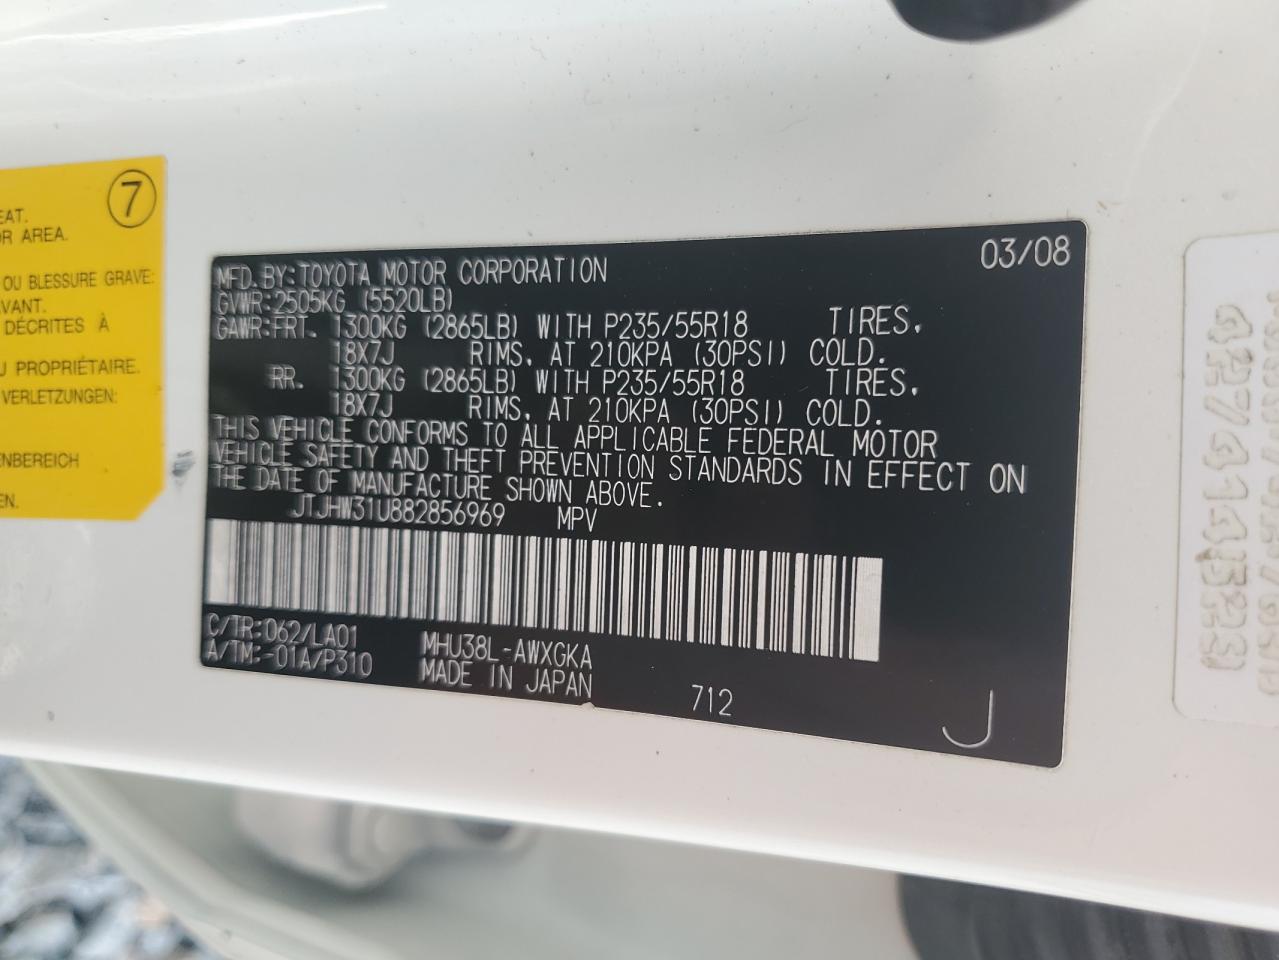 7
EAT.
R AREA.
OU BLESSURE GRAVE:
VANT.
DÉCRITES À
U PROPRIÉTAIRE.
VERLETZUNGEN:
ENBEREICH
EN.
03/08
MFD.BY:TOYOTA MOTOR CORPORATION
GVWR:2505KG (5520LB)
GAWR:FRT. 1300KG (2865LB) WITH P235/55R18 TIRES.
18X7J RIMS. AT 210KPA (30PSI) COLD.
RR. 1300KG (2865LB) WITH P235/55R18 TIRES.
18X7J RIMS. AT 210KPA (30PSI) COLD.
THIS VEHICLE CONFORMS TO ALL APPLICABLE FEDERAL MOTOR
VEHICLE SAFETY AND THEFT PREVENTION STANDARDS IN EFFECT ON
THE DATE OF MANUFACTURE SHOWN ABOVE.
JTJHW31U882856969 MPV
C/TR:062/LA01 MHU38L-AWXGKA
A/TM:-01A/P310 MADE IN JAPAN
712
J